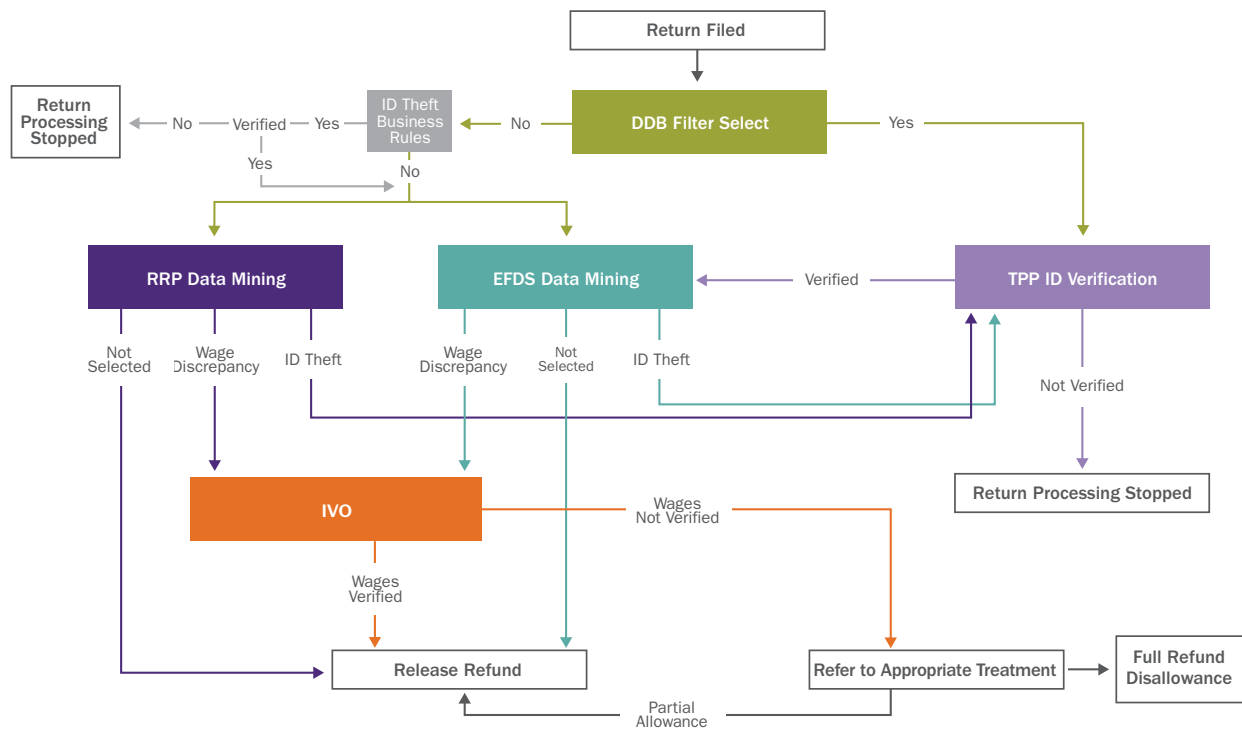 Return Filed
Return
Processing
Stopped
No
Verified
Yes
ID Theft
Business
Rules
No
DDB Filter Select
Yes
Yes
No
RRP Data Mining
EFDS Data Mining
Verified
TPP ID Verification
Not
Selected
Wage
Discrepancy
ID Theft
Wage
Discrepancy
Not
Selected
ID Theft
Not Verified
Return Processing Stopped
IVO
Wages
Not Verified
Wages
Verified
Release Refund
Refer to Appropriate Treatment
Full Refund
Disallowance
Partial
Allowance